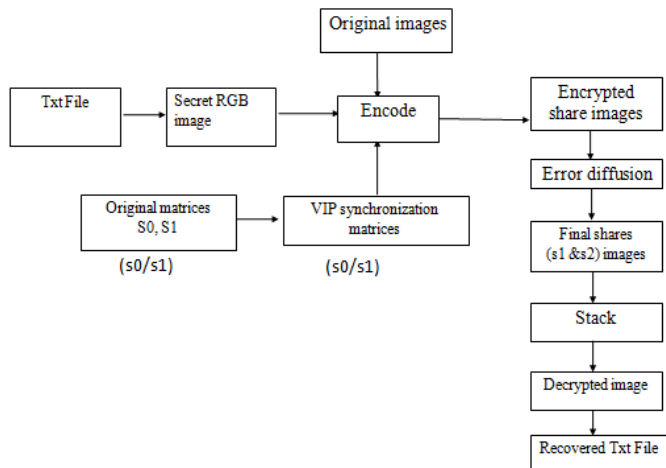 Original images
Txt File
Secret RGB
image
Encode
Encrypted
share images
Error diffusion
Original matrices
S0, S1
VIP synchronization
matrices
(s0/s1)
(s0/s1)
Final shares
(s1 &s2) images
Stack
Decrypted image
Recovered Txt File